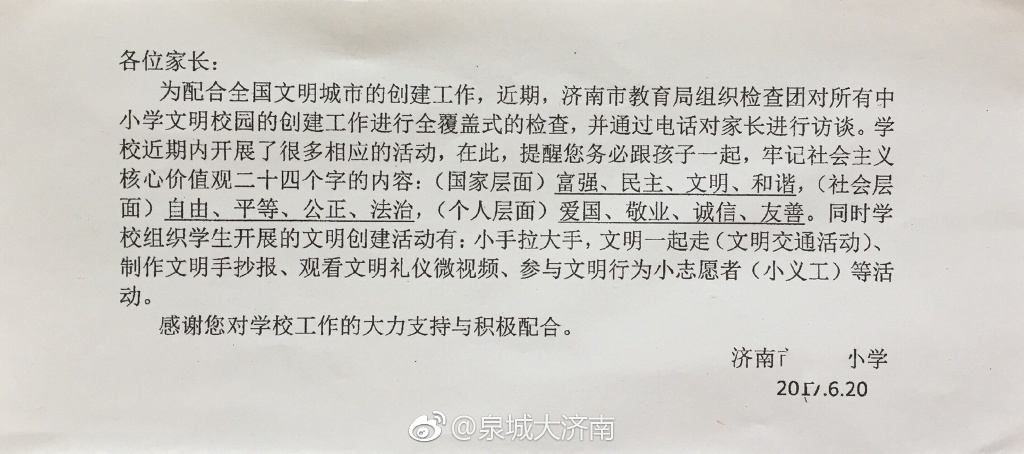 各位家长：
为配合全国文明城市的创建工作，近期，济南市教育局组织检查团对所有中
小学文明校园的创建工作进行全覆盖式的检查，并通过电话对家长进行访谈。学
校近期内开展了很多相应的活动，在此，提醒您务必跟孩子一起，牢记社会主义
核心价值观二十四个字的内容：（国家层面）富强、民主、文明、和谐，（社会层
面）自由、平等、公正、法治，（个人层面）爱国、敬业、诚信、友善。同时学
校组织学生开展的文明创建活动有：小手拉大手，文明一起走（文明交通活动）、
制作文明手抄报、观看文明礼仪微视频、参与文明行为小志愿者（小义工）等活
动。
感谢您对学校工作的大力支持与积极配合。
济南 小学
2017.6.20
@泉城大济南